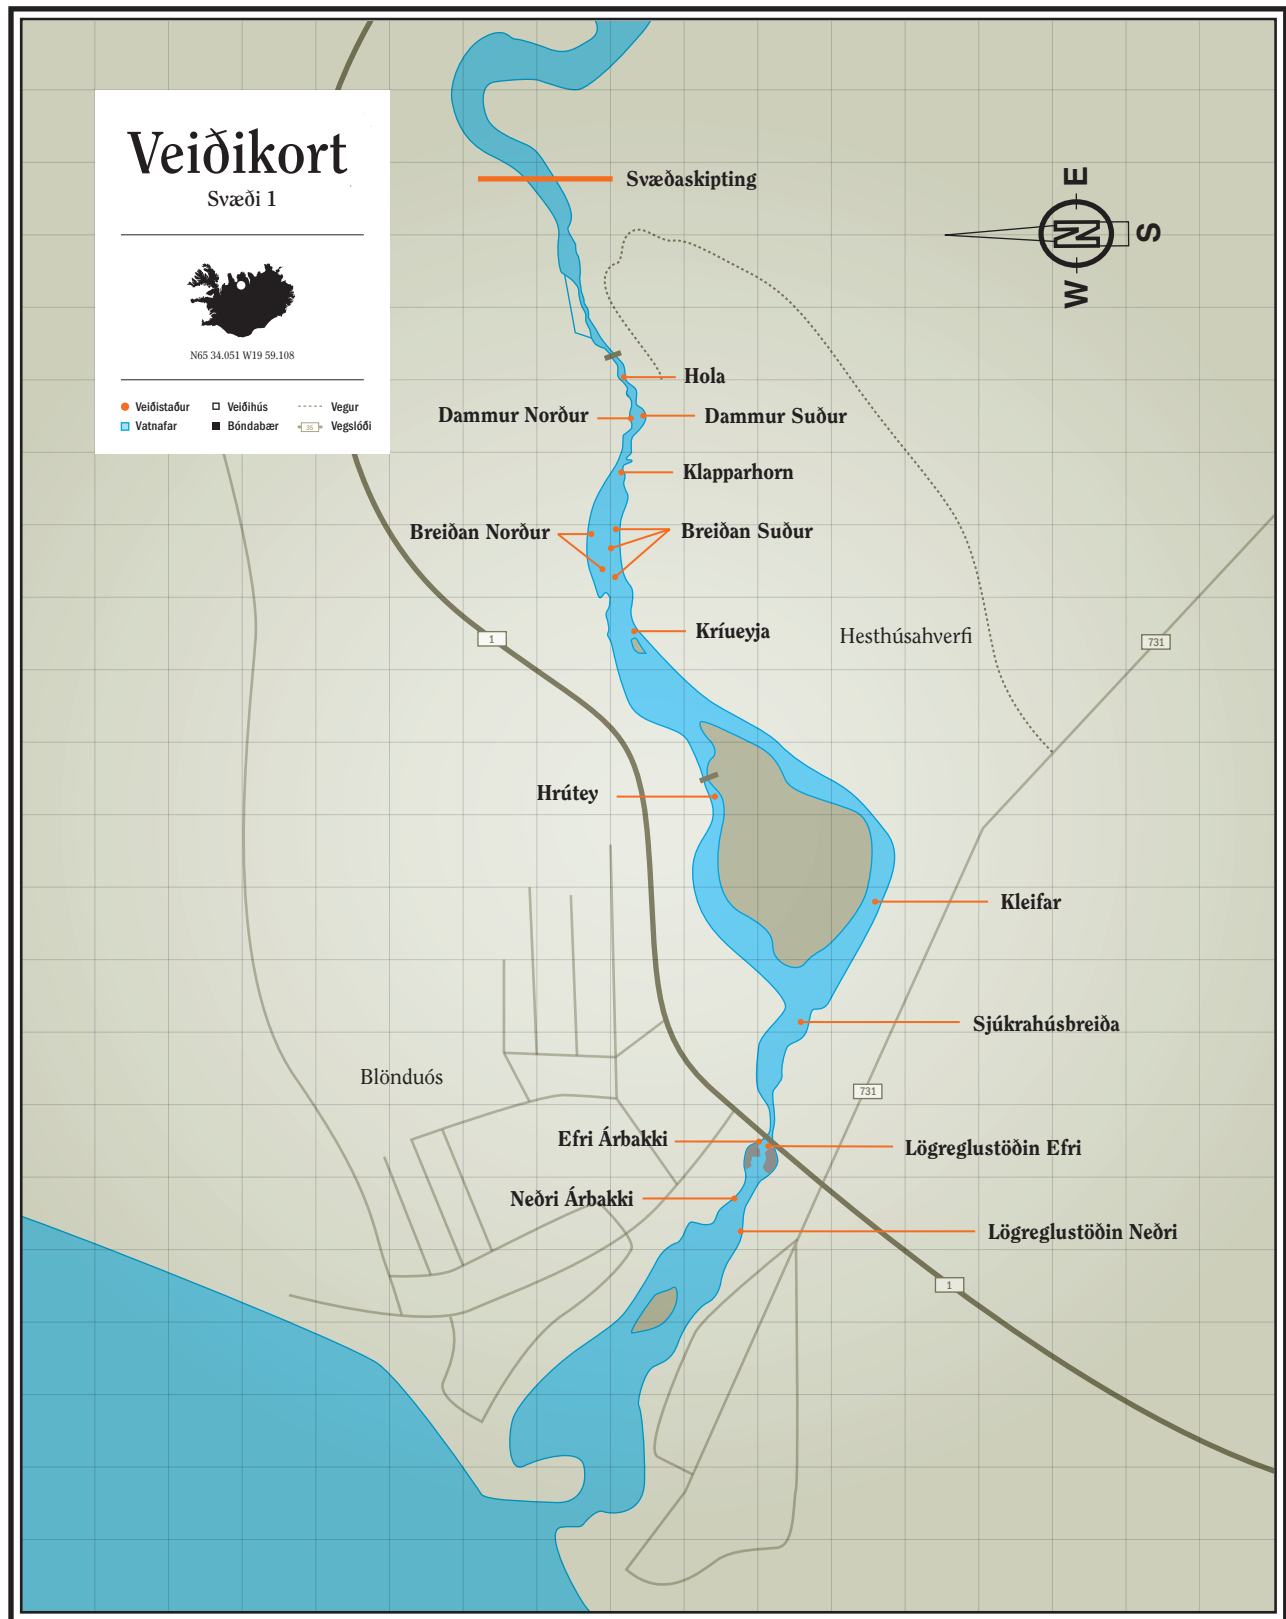 Veiðikort
Svæði 1
N65 34.051 W19 59.108
Veiðistaður
Veiðihús
Vegur
Vatnafar
Bóndabær
35
Vegslóði
Svæðaskipting
E
N
S
W
Hola
Dammur Norður
Dammur Suður
Klapparhorn
Breiðan Norður
Breiðan Suður
Kríueyja
Hesthúsahverfi
1
731
Hrútey
Kleifar
Sjúkrahúsbreiða
Blönduós
731
Efri Árbakki
Lögreglustöðin Efri
Neðri Árbakki
Lögreglustöðin Neðri
1